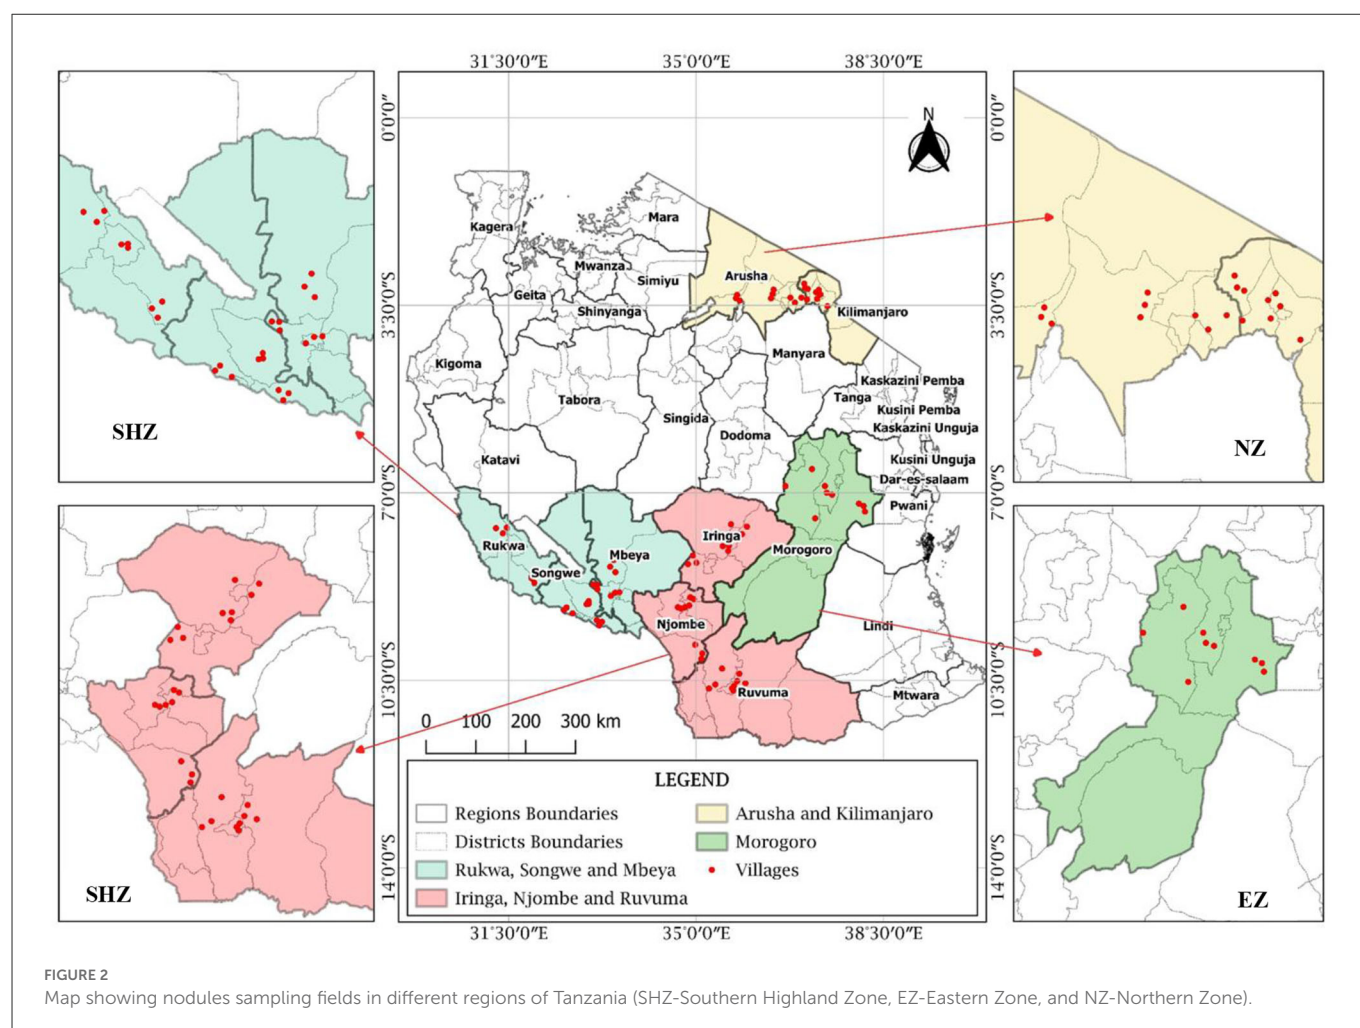 31°30′0″E 35°0′0″E 38°30′0″E
0°0′0″ 0°0′0″
N
Mara
Kagera
Arusha
Mwanza
Simiyu
Geita
Shinyanga
Kilimanjaro
3°30′0″S 3°30′0″S
Manyara
Kigoma
Kaskazini Pemba
Tabora
Tanga
Singida
Kusini Pemba
Kaskazini Unguja
Dodoma
SHZ
NZ
Katavi
Kusini Unguja
Dar-es-salaam
7°0′0″S 7°0′0″S
Pwani
Iringa
Rukwa
Mbeya
Morogoro
Songwe
Njombe
Lindi
10°30′0″S 10°30′0″S
Ruvuma
Mtwara
0 100 200 300 km
LEGEND
Regions Boundaries
Districts Boundaries
Rukwa, Songwe and Mbeya
Iringa, Njombe and Ruvuma
Arusha and Kilimanjaro
Morogoro
Villages
14°0′0″S 14°0′0″S
SHZ
EZ
31°30′0″E 35°0′0″E 38°30′0″E
FIGURE 2
Map showing nodules sampling fields in different regions of Tanzania (SHZ-Southern Highland Zone, EZ-Eastern Zone, and NZ-Northern Zone).